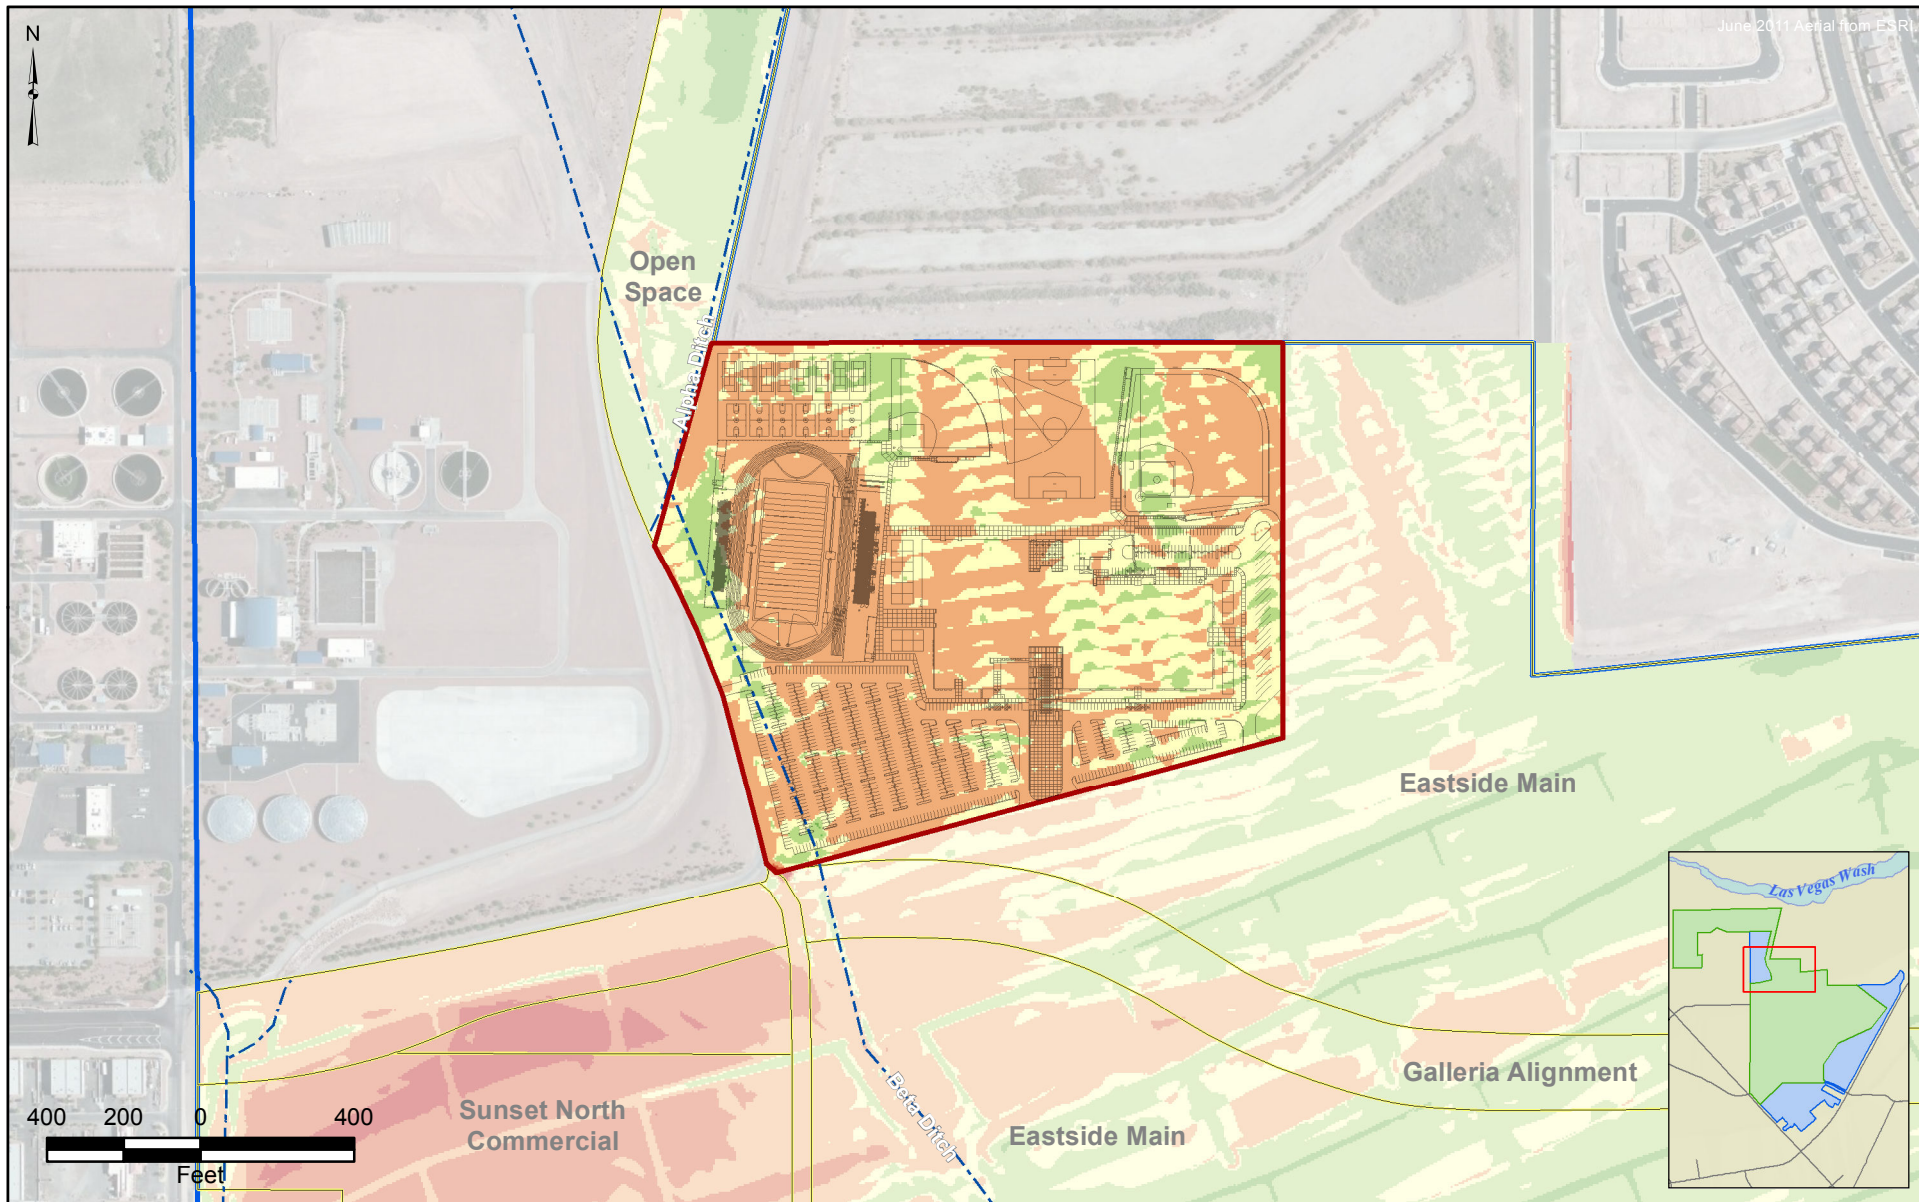 June 2011 Aerial from ESRI
N
Open
Space
Alpha Ditch
Eastside Main
Las Vegas Wash
Galleria Alignment
Beta Ditch
Sunset North
Commercial
Eastside Main
400 200 0 400
Feet